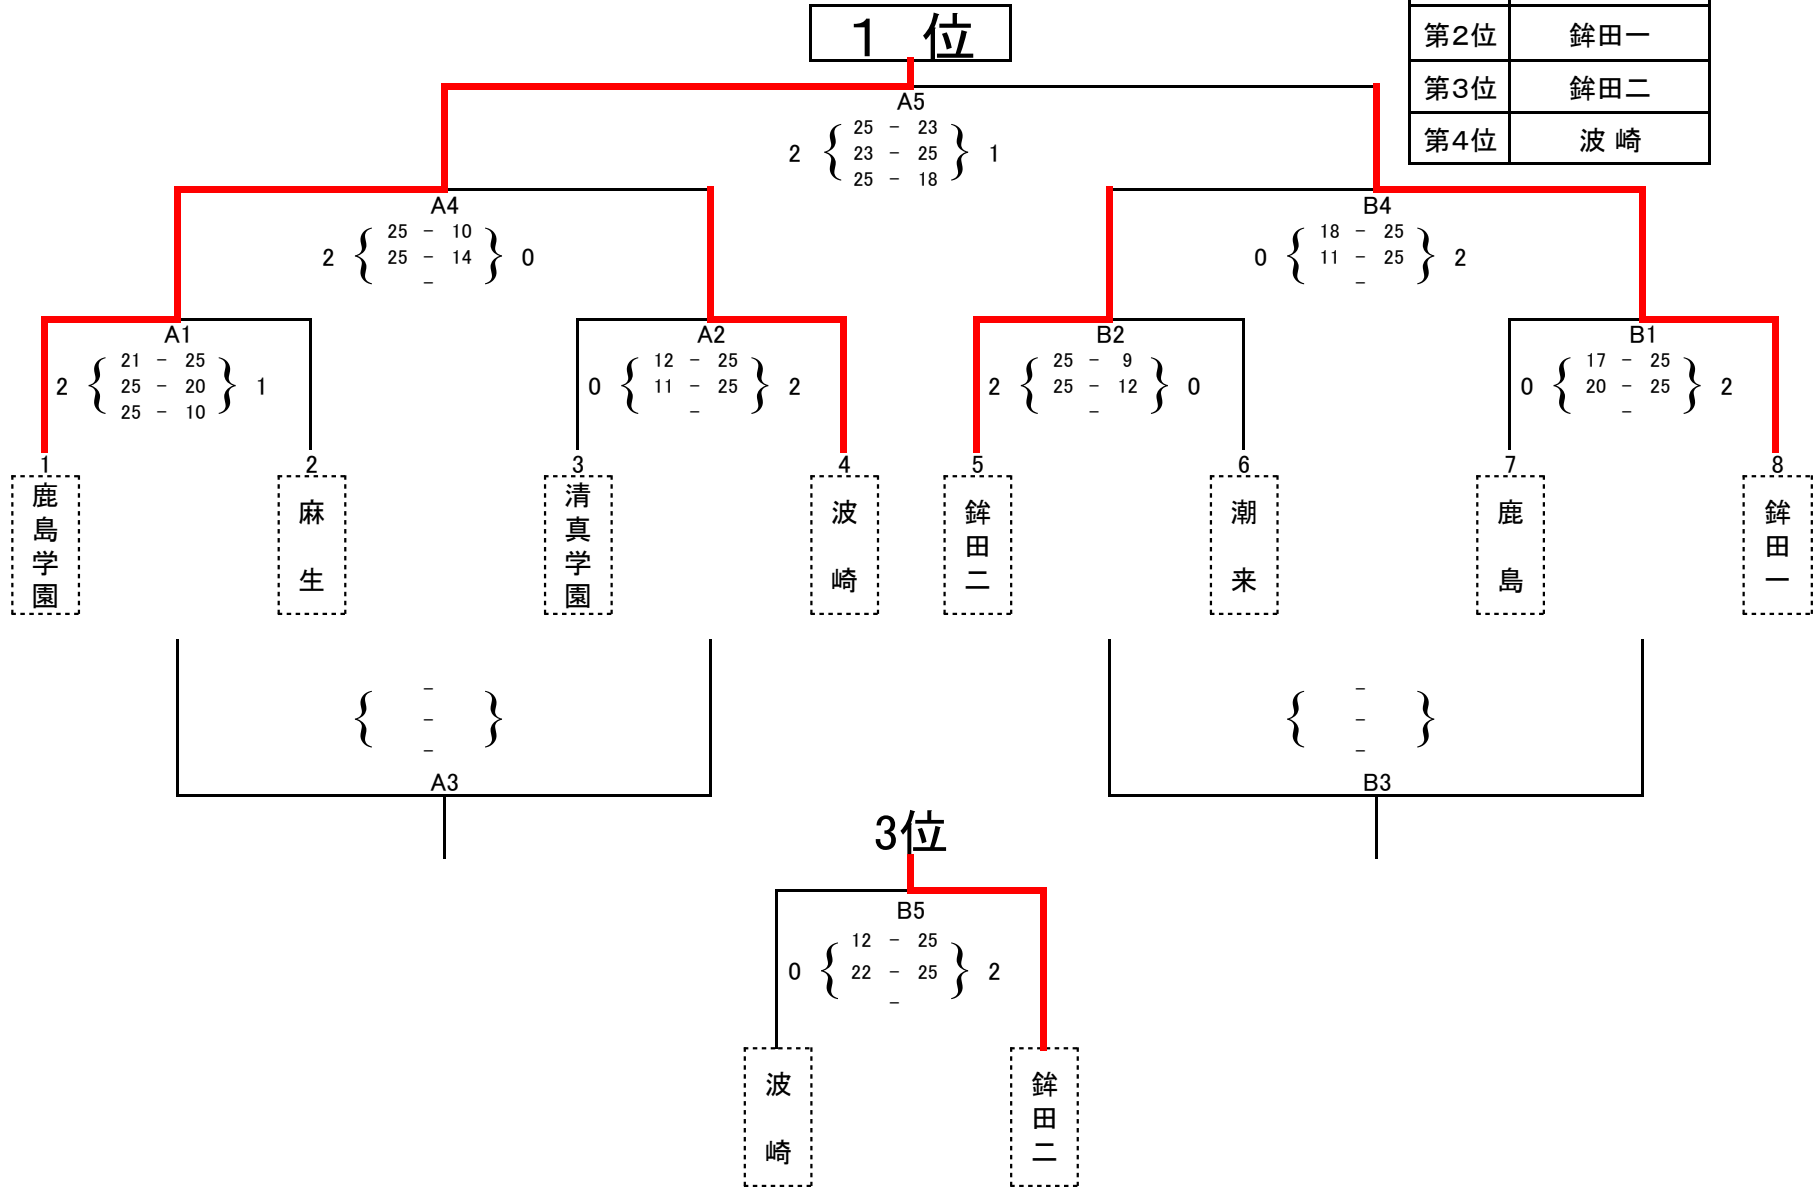 1 位
第2位 鉾田一
第3位 鉾田二
第4位 波崎
A5
25 - 23
2 { 23 - 25 } 1
25 - 18
A4 B4
25 - 10 18 - 25
2 { 25 - 14 } 0 0 { 11 - 25 } 2
- -
A1 A2 B2 B1
21 - 25 12 - 25 25 - 9 17 - 25
2 { 25 - 20 } 1 0 { 11 - 25 } 2 2 { 25 - 12 } 0 0 { 20 - 25 } 2
25 - 10 - - -
1 2 3 4 5 6 7 8
鹿島学園
麻生
清真学園
波崎
鉾田二
潮来
鹿島
鉾田一
- -
{ - } { - }
- -
A3 B3
3位
B5
12 - 25
0 { 22 - 25 } 2
-
波崎
鉾田二